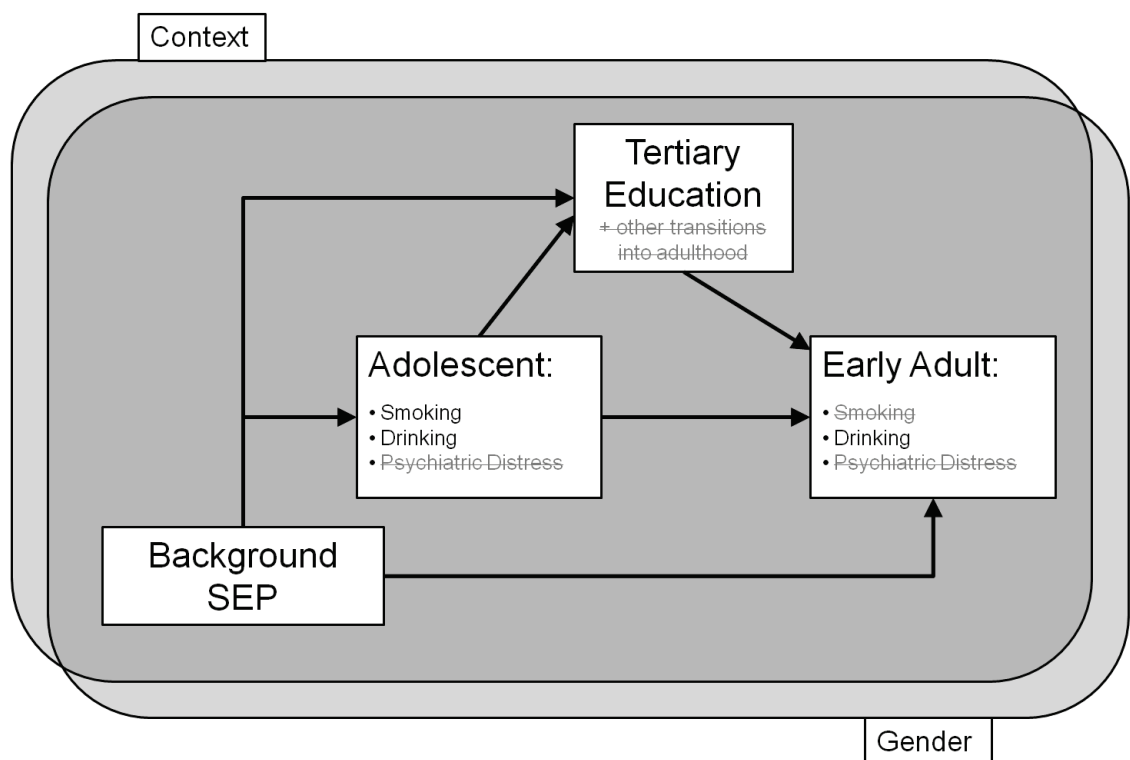 Context
Tertiary
Education
+ other transitions
into adulthood
Adolescent:
• Smoking
• Drinking
• Psychiatric Distress
Early Adult:
• Smoking
• Drinking
• Psychiatric Distress
Background
SEP
Gender